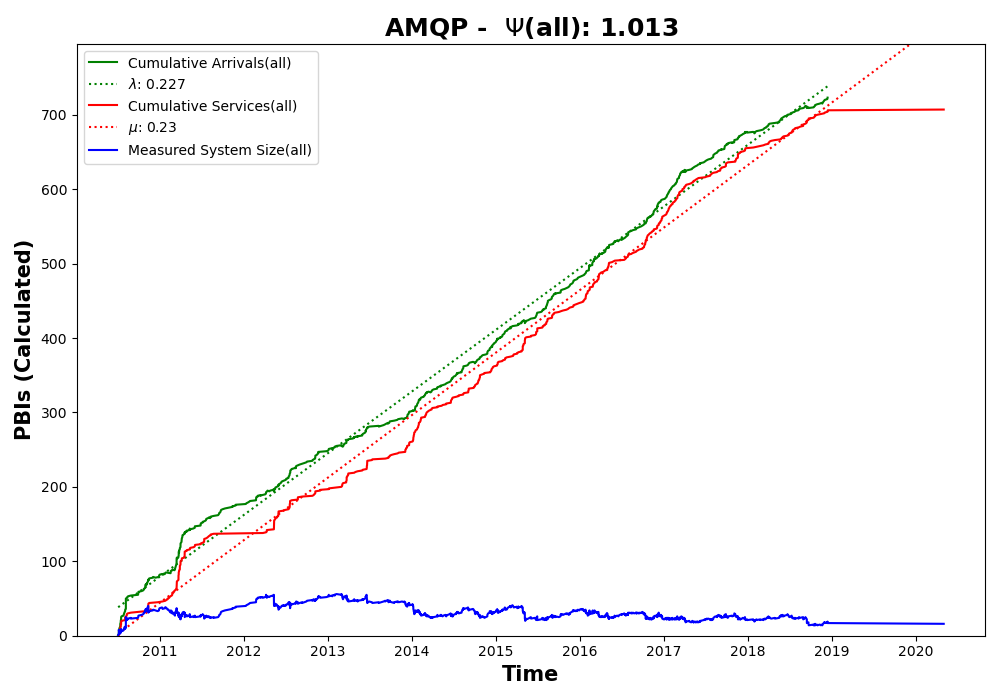 AMQP - Ψ(all): 1.013
Cumulative Arrivals(all)
λ: 0.227
Cumulative Services(all)
μ: 0.23
Measured System Size(all)
PBIs (Calculated)
700
600
500
400
300
200
100
0
2011 2012 2013 2014 2015 2016 2017 2018 2019 2020
Time